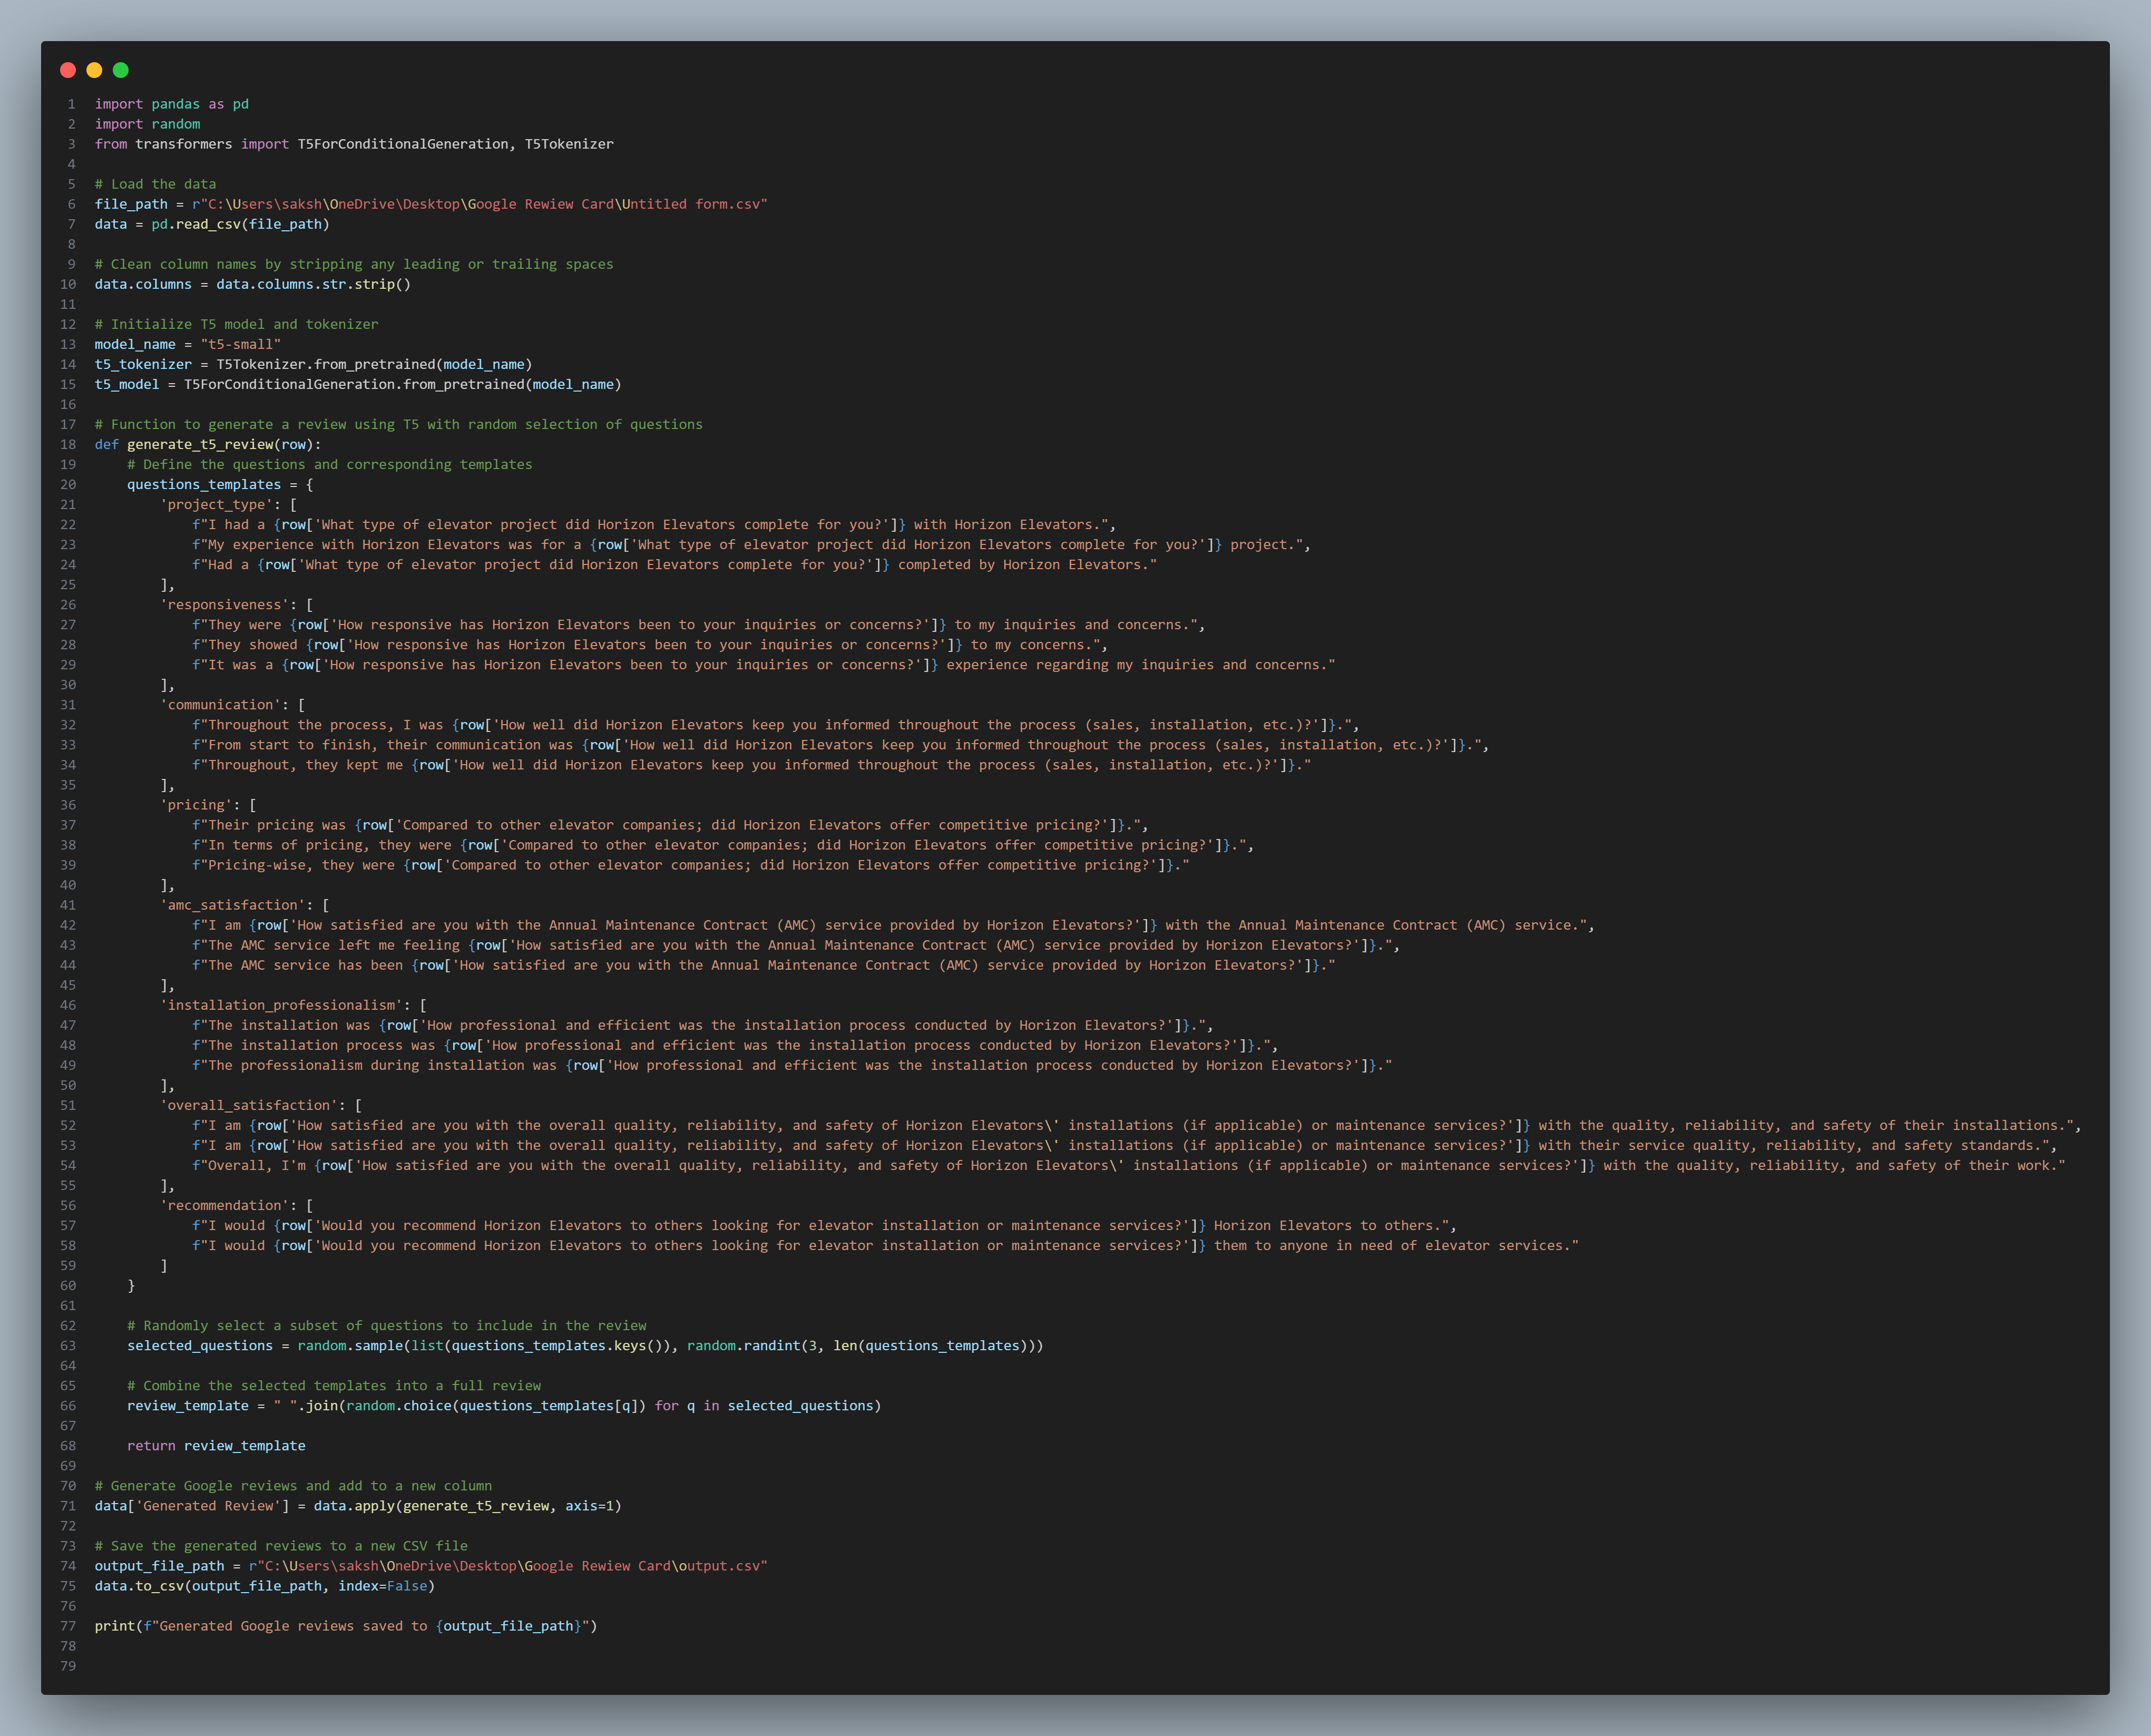 1 import pandas as pd
2 import random
3 from transformers import T5ForConditionalGeneration, T5Tokenizer
4
5 # Load the data
6 file_path = r"C:\Users\saksh\OneDrive\Desktop\Google Rewiew Card\Untitled form.csv"
7 data = pd.read_csv(file_path)
8
9 # Clean column names by stripping any leading or trailing spaces
10 data.columns = data.columns.str.strip()
11
12 # Initialize T5 model and tokenizer
13 model_name = "t5-small"
14 t5_tokenizer = T5Tokenizer.from_pretrained(model_name)
15 t5_model = T5ForConditionalGeneration.from_pretrained(model_name)
16
17 # Function to generate a review using T5 with random selection of questions
18 def generate_t5_review(row):
19     # Define the questions and corresponding templates
20     questions_templates = {
21         'project_type': [
22             f"I had a {row['What type of elevator project did Horizon Elevators complete for you?']} with Horizon Elevators.",
23             f"My experience with Horizon Elevators was for a {row['What type of elevator project did Horizon Elevators complete for you?']} project.",
24             f"Had a {row['What type of elevator project did Horizon Elevators complete for you?']} completed by Horizon Elevators."
25         ],
26         'responsiveness': [
27             f"They were {row['How responsive has Horizon Elevators been to your inquiries or concerns?']} to my inquiries and concerns.",
28             f"They showed {row['How responsive has Horizon Elevators been to your inquiries or concerns?']} to my concerns.",
29             f"It was a {row['How responsive has Horizon Elevators been to your inquiries or concerns?']} experience regarding my inquiries and concerns."
30         ],
31         'communication': [
32             f"Throughout the process, I was {row['How well did Horizon Elevators keep you informed throughout the process (sales, installation, etc.)?']}.",
33             f"From start to finish, their communication was {row['How well did Horizon Elevators keep you informed throughout the process (sales, installation, etc.)?']}.",
34             f"Throughout, they kept me {row['How well did Horizon Elevators keep you informed throughout the process (sales, installation, etc.)?']}."
35         ],
36         'pricing': [
37             f"Their pricing was {row['Compared to other elevator companies; did Horizon Elevators offer competitive pricing?']}.",
38             f"In terms of pricing, they were {row['Compared to other elevator companies; did Horizon Elevators offer competitive pricing?']}.",
39             f"Pricing-wise, they were {row['Compared to other elevator companies; did Horizon Elevators offer competitive pricing?']}."
40         ],
41         'amc_satisfaction': [
42             f"I am {row['How satisfied are you with the Annual Maintenance Contract (AMC) service provided by Horizon Elevators?']} with the Annual Maintenance Contract (AMC) service.",
43             f"The AMC service left me feeling {row['How satisfied are you with the Annual Maintenance Contract (AMC) service provided by Horizon Elevators?']}.",
44             f"The AMC service has been {row['How satisfied are you with the Annual Maintenance Contract (AMC) service provided by Horizon Elevators?']}."
45         ],
46         'installation_professionalism': [
47             f"The installation was {row['How professional and efficient was the installation process conducted by Horizon Elevators?']}.",
48             f"The installation process was {row['How professional and efficient was the installation process conducted by Horizon Elevators?']}.",
49             f"The professionalism during installation was {row['How professional and efficient was the installation process conducted by Horizon Elevators?']}."
50         ],
51         'overall_satisfaction': [
52             f"I am {row['How satisfied are you with the overall quality, reliability, and safety of Horizon Elevators\' installations (if applicable) or maintenance services?']} with the quality, reliability, and safety of their installations.",
53             f"I am {row['How satisfied are you with the overall quality, reliability, and safety of Horizon Elevators\' installations (if applicable) or maintenance services?']} with their service quality, reliability, and safety standards.",
54             f"Overall, I'm {row['How satisfied are you with the overall quality, reliability, and safety of Horizon Elevators\' installations (if applicable) or maintenance services?']} with the quality, reliability, and safety of their work."
55         ],
56         'recommendation': [
57             f"I would {row['Would you recommend Horizon Elevators to others looking for elevator installation or maintenance services?']} Horizon Elevators to others.",
58             f"I would {row['Would you recommend Horizon Elevators to others looking for elevator installation or maintenance services?']} them to anyone in need of elevator services."
59         ]
60     }
61
62     # Randomly select a subset of questions to include in the review
63     selected_questions = random.sample(list(questions_templates.keys()), random.randint(3, len(questions_templates)))
64
65     # Combine the selected templates into a full review
66     review_template = " ".join(random.choice(questions_templates[q]) for q in selected_questions)
67
68     return review_template
69
70 # Generate Google reviews and add to a new column
71 data['Generated Review'] = data.apply(generate_t5_review, axis=1)
72
73 # Save the generated reviews to a new CSV file
74 output_file_path = r"C:\Users\saksh\OneDrive\Desktop\Google Rewiew Card\output.csv"
75 data.to_csv(output_file_path, index=False)
76
77 print(f"Generated Google reviews saved to {output_file_path}")
78
79